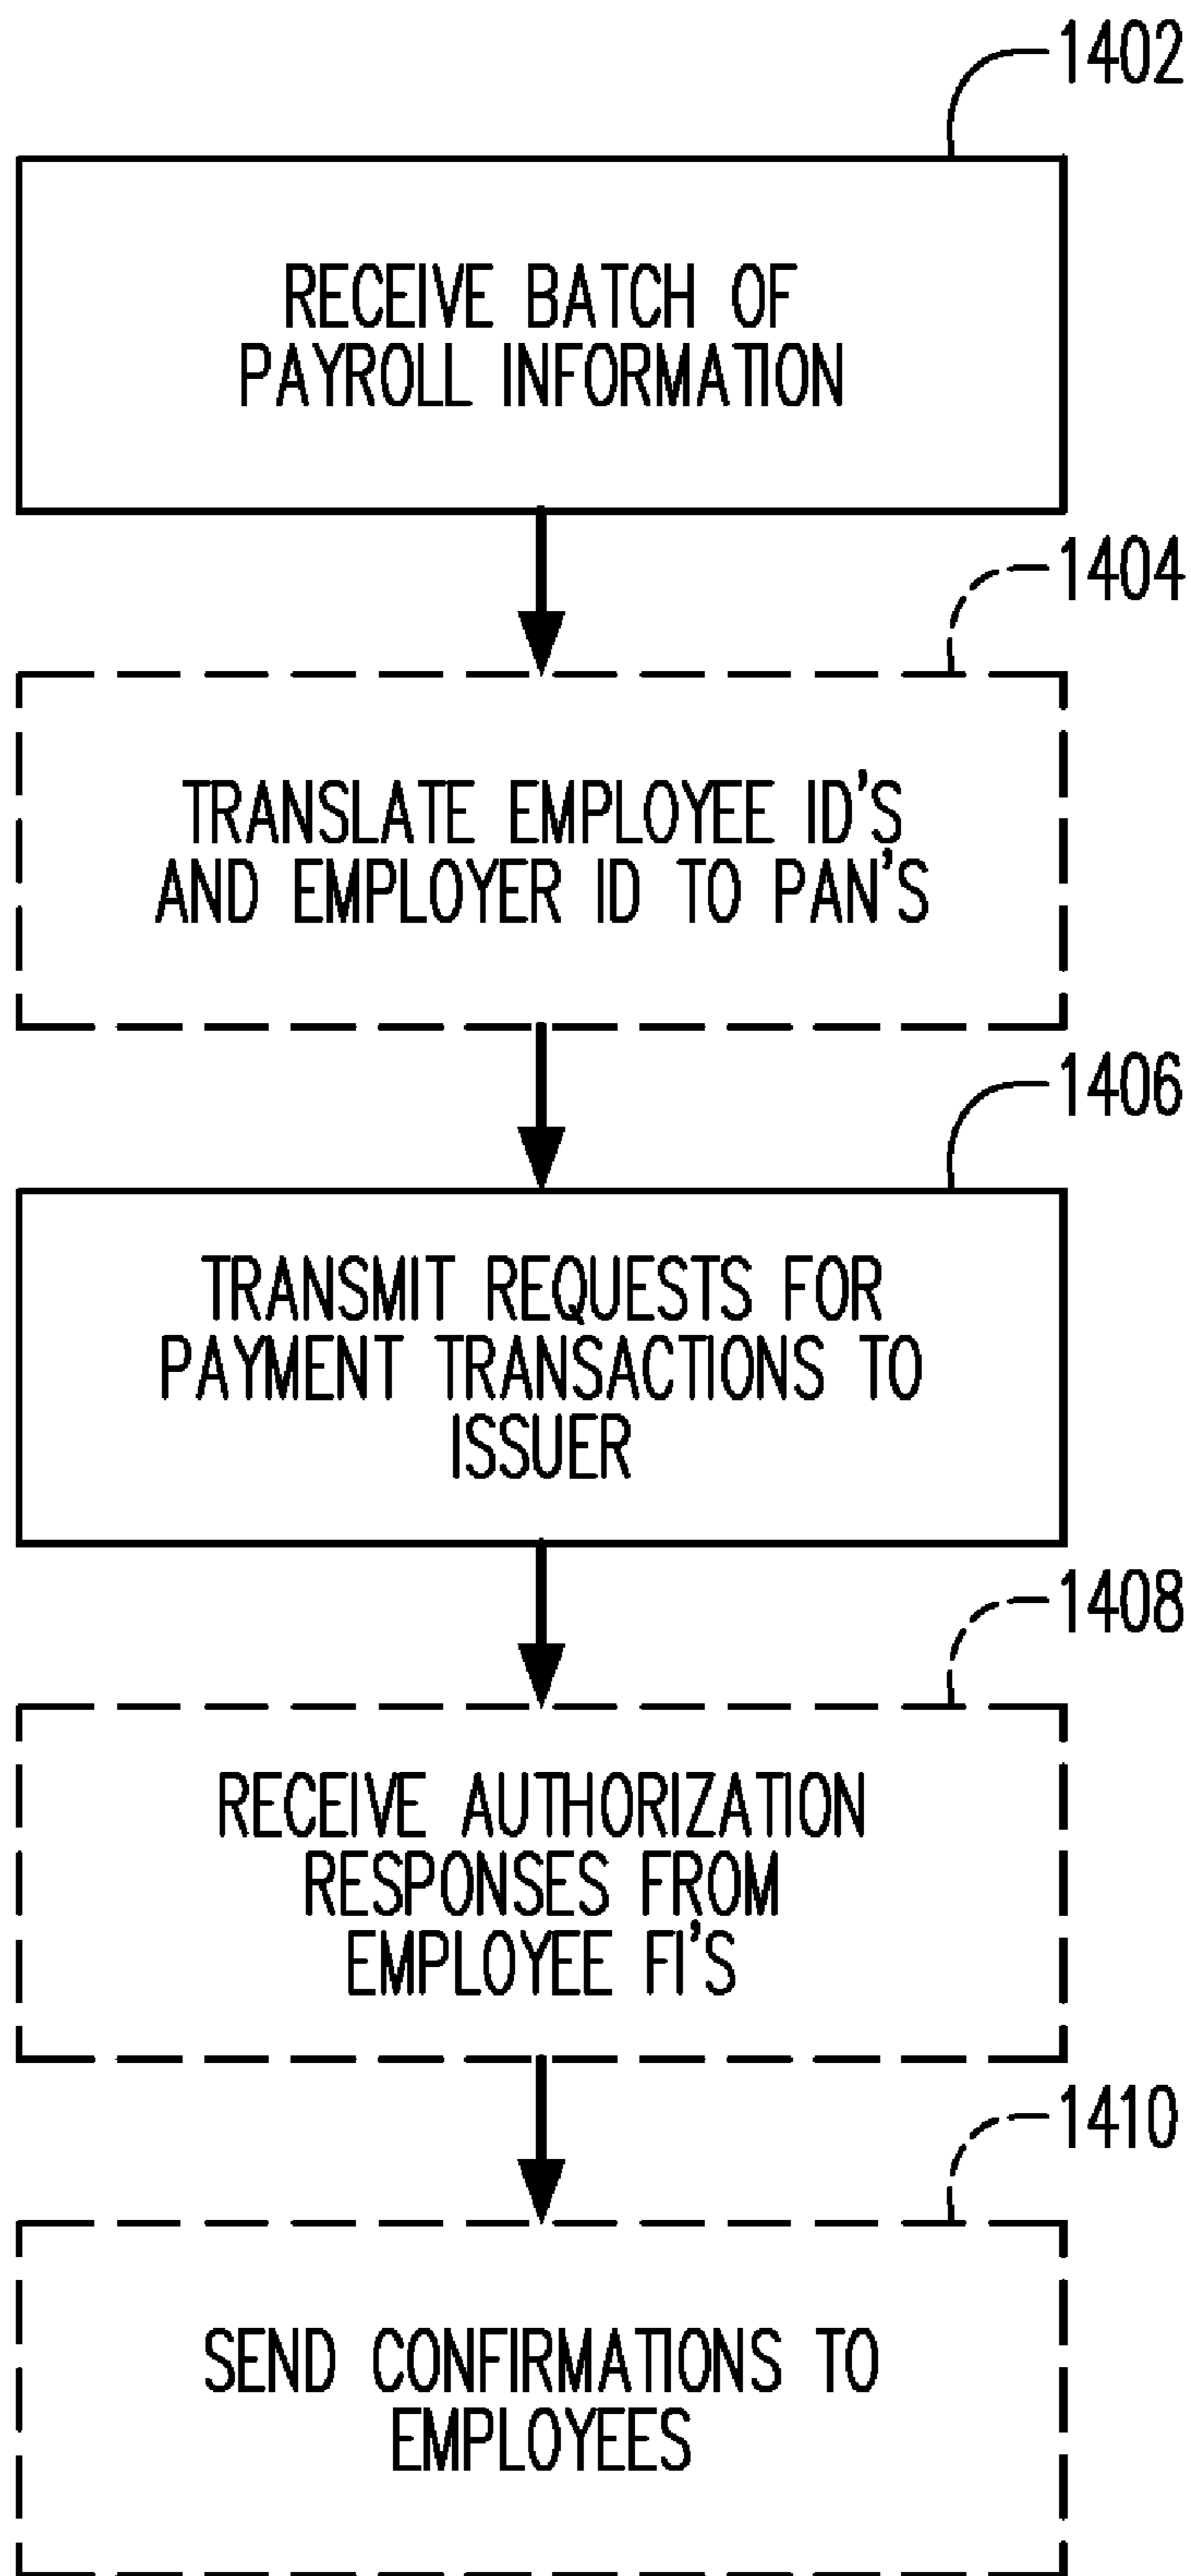 1402
RECEIVE BATCH OF
PAYROLL INFORMATION
1404
TRANSLATE EMPLOYEE ID'S
AND EMPLOYER ID TO PAN'S
1406
TRANSMIT REQUESTS FOR
PAYMENT TRANSACTIONS TO
ISSUER
1408
RECEIVE AUTHORIZATION
RESPONSES FROM
EMPLOYEE FI'S
1410
SEND CONFIRMATIONS TO
EMPLOYEES